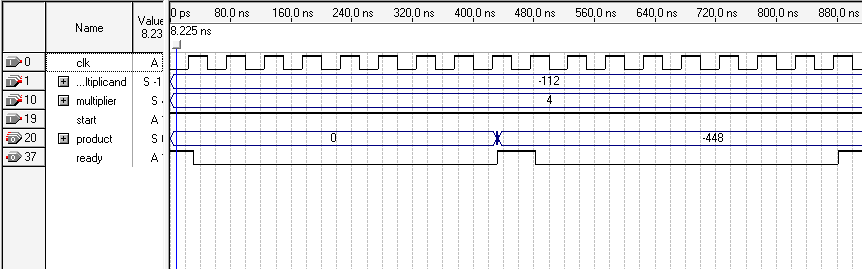 Name
Value
8.23
0 ps 80.0 ns 160.0 ns 240.0 ns 320.0 ns 400.0 ns 480.0 ns 560.0 ns 640.0 ns 720.0 ns 800.0 ns 880.0 ns
8.225 ns
0 clk A
1 ...ltiplicand S -1 -112
10 multiplier S 4
19 start A
20 product S 0 -448
37 ready A